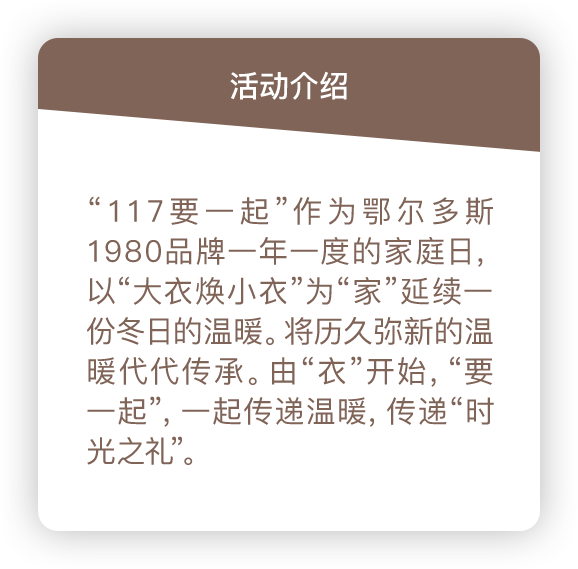 活动介绍
“117要一起”作为鄂尔多斯
1980品牌一年一度的家庭日，
以“大衣焕小衣”为“家”延续一
份冬日的温暖。将历久弥新的温
暖代代传承。由“衣”开始，“要
一起”，一起传递温暖，传递“时
光之礼”。